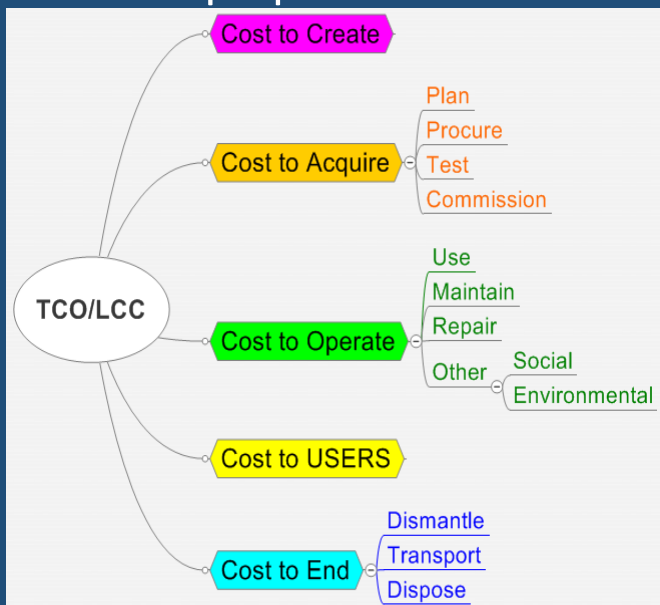 Cost to Create
Plan
Procure
Cost to Acquire
Test
Commission
Use
Maintain
TCO/LCC
Repair
Cost to Operate
Other
Social
Environmental
Cost to USERS
Dismantle
Transport
Cost to End
Dispose